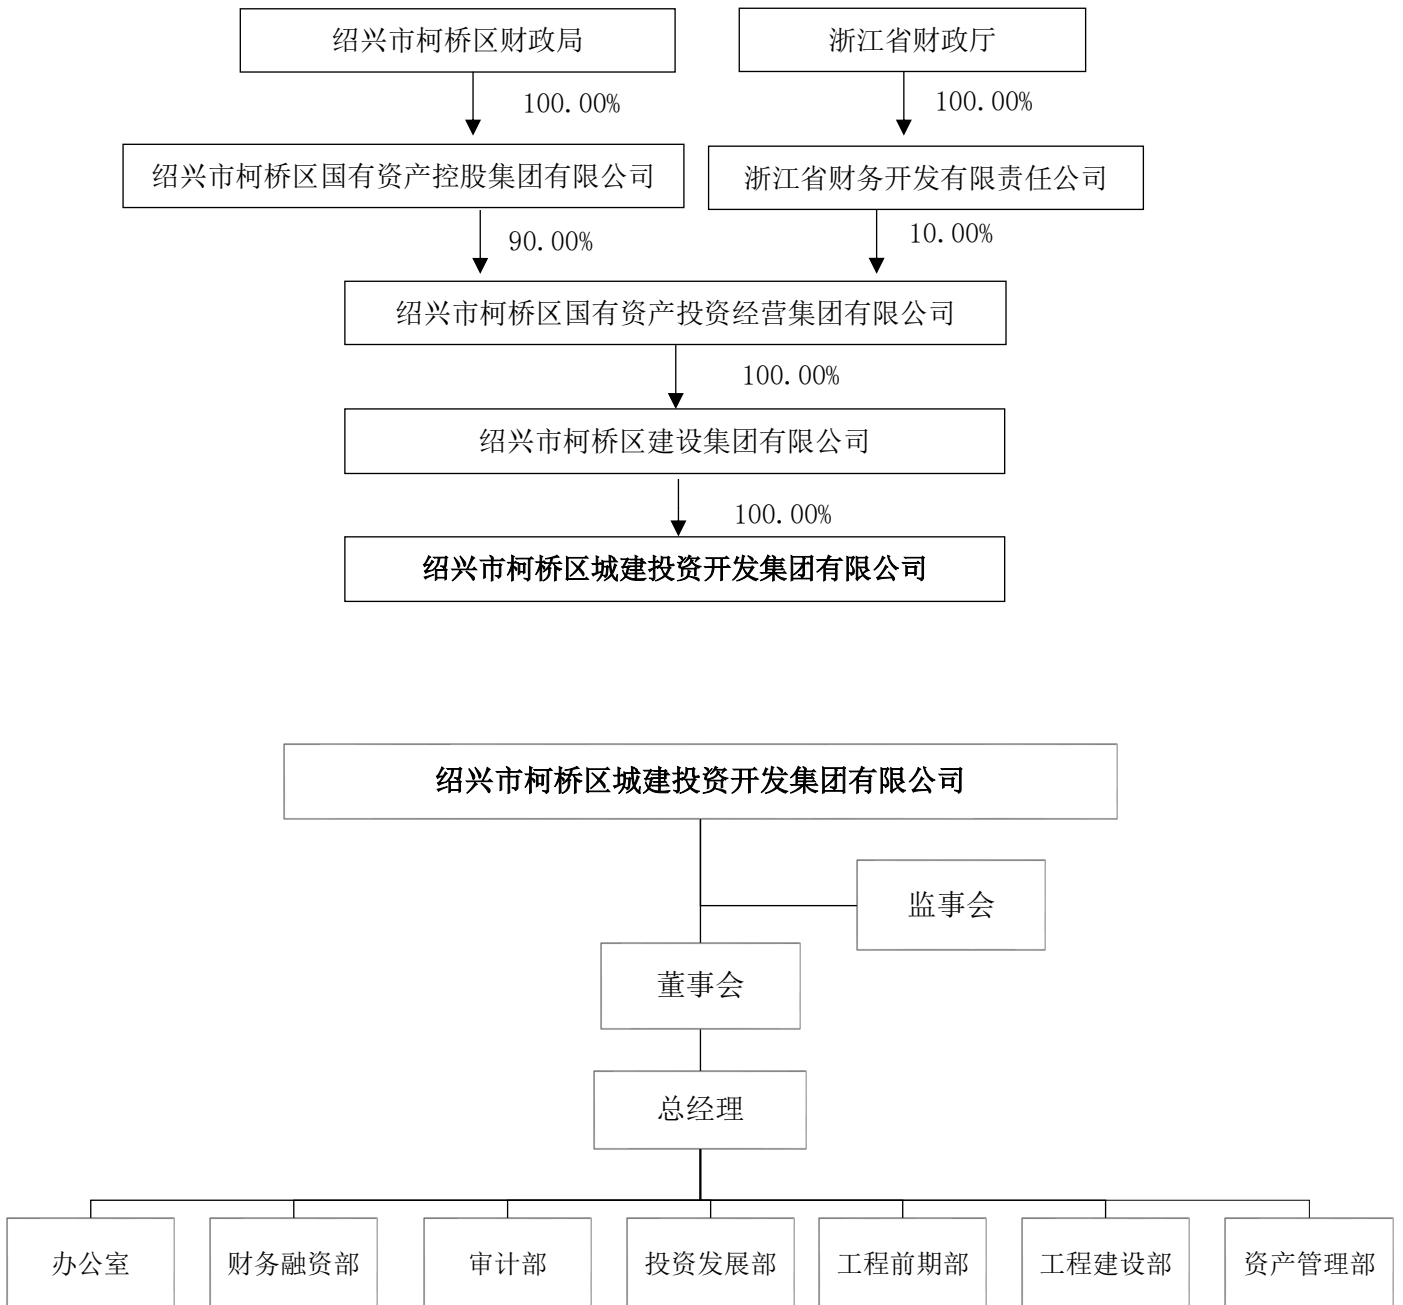 绍兴市柯桥区财政局
浙江省财政厅
100.00%
100.00%
绍兴市柯桥区国有资产控股集团有限公司
浙江省财务开发有限责任公司
90.00%
10.00%
绍兴市柯桥区国有资产投资经营集团有限公司
100.00%
绍兴市柯桥区建设集团有限公司
100.00%
绍兴市柯桥区城建投资开发集团有限公司
绍兴市柯桥区城建投资开发集团有限公司
监事会
董事会
总经理
办公室
财务融资部
审计部
投资发展部
工程前期部
工程建设部
资产管理部